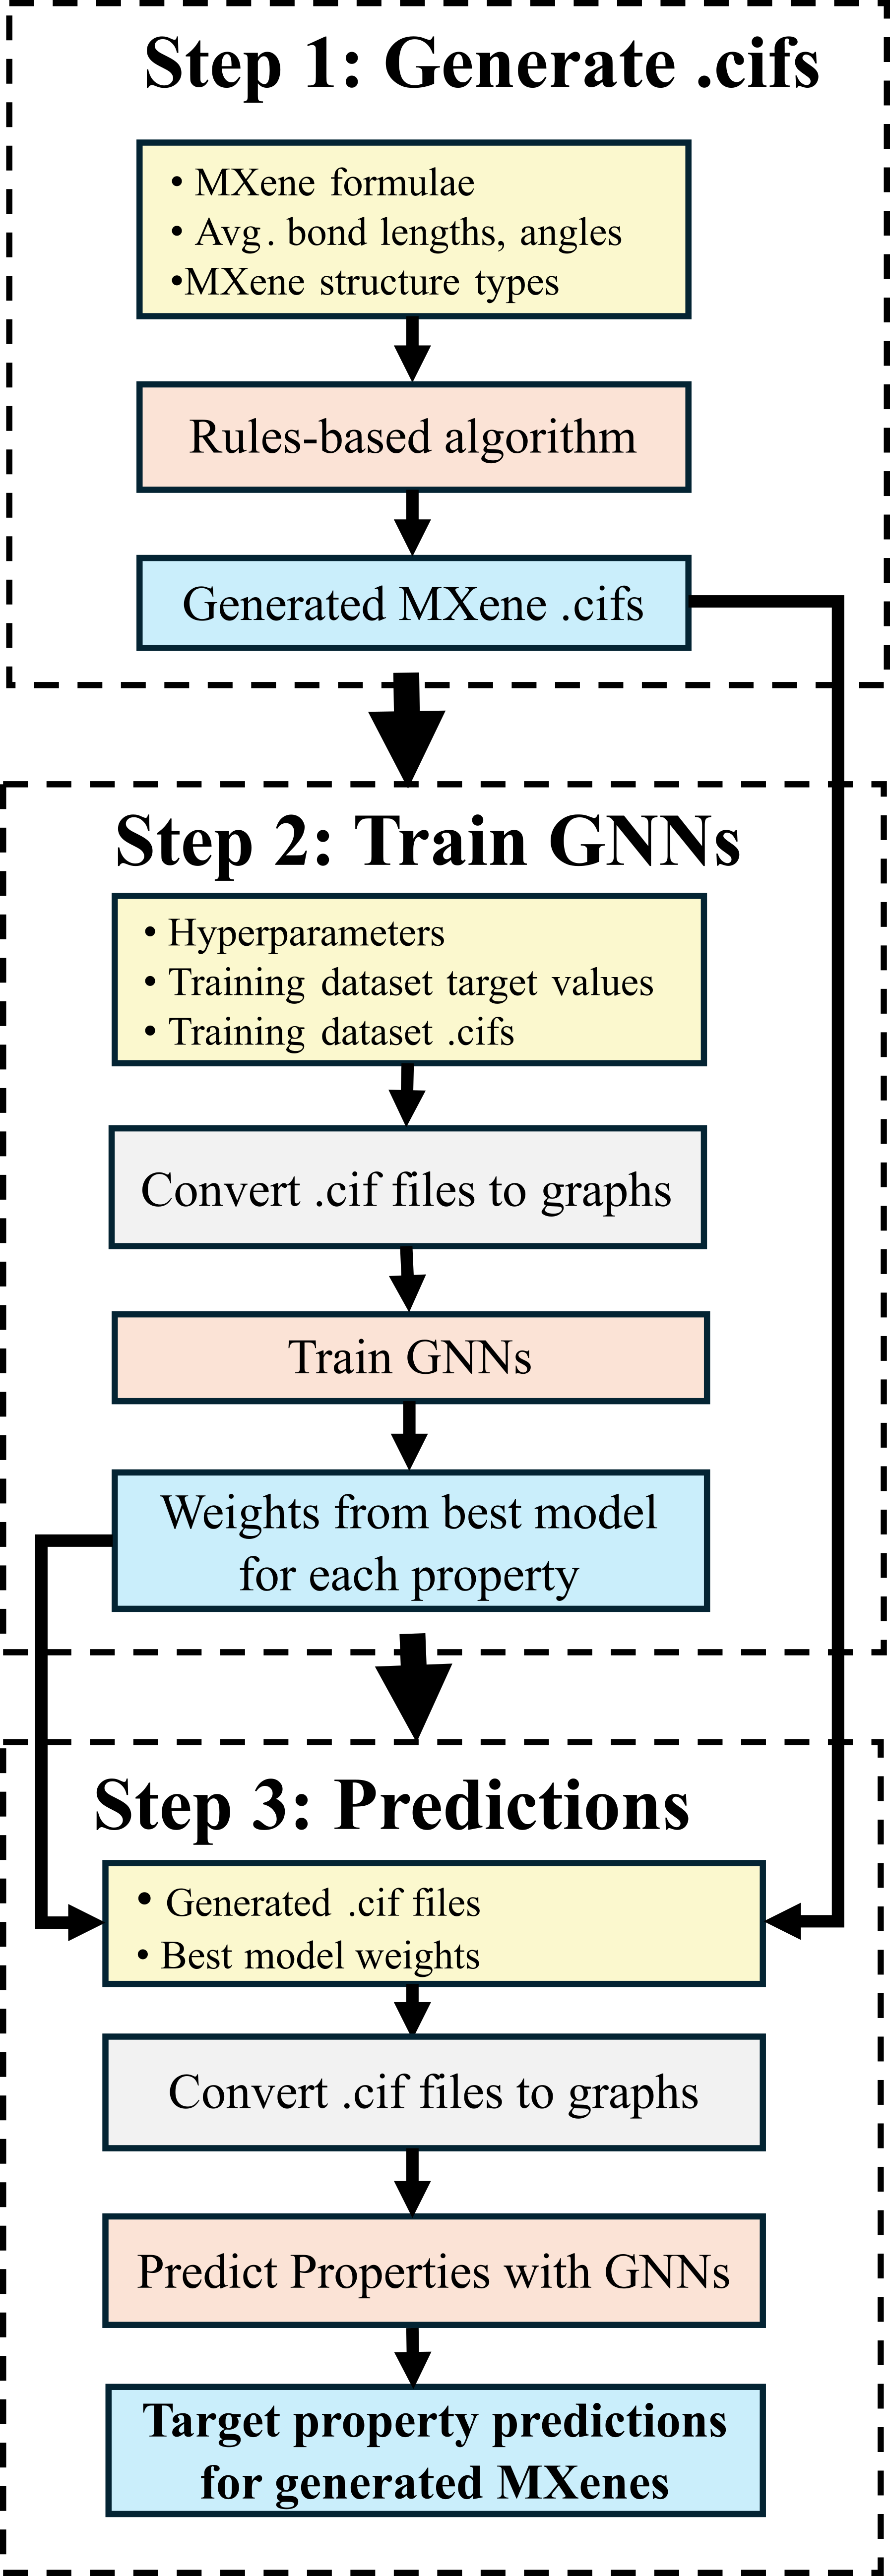 Step 1: Generate .cifs
• MXene formulae
• Avg. bond lengths, angles
•MXene structure types
Rules-based algorithm
Generated MXene .cifs
Step 2: Train GNNs
• Hyperparameters
• Training dataset target values
• Training dataset .cifs
Convert .cif files to graphs
Train GNNs
Weights from best model
for each property
Step 3: Predictions
• Generated .cif files
• Best model weights
Convert .cif files to graphs
Predict Properties with GNNs
Target property predictions
for generated MXenes